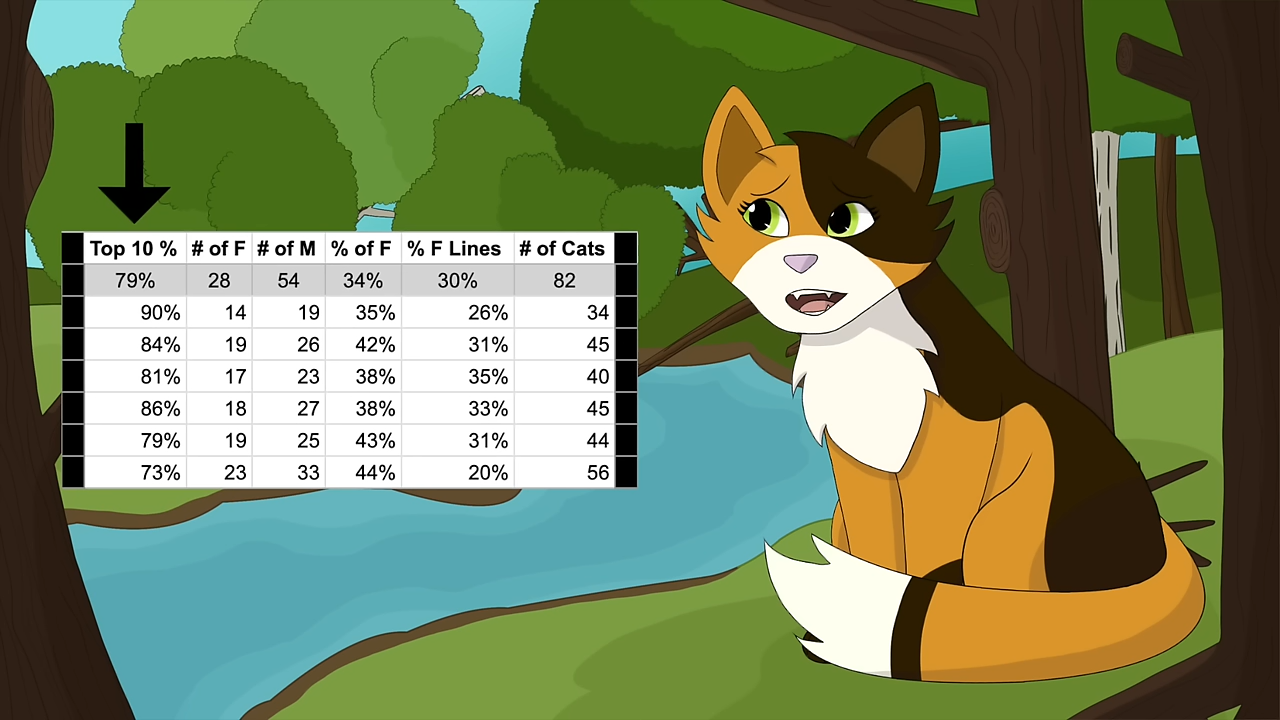 Top 10 % # of F # of M % of F % F Lines # of Cats
79% 28 54 34% 30% 82
90% 14 19 35% 26% 34
84% 19 26 42% 31% 45
81% 17 23 38% 35% 40
86% 18 27 38% 33% 45
79% 19 25 43% 31% 44
73% 23 33 44% 20% 56